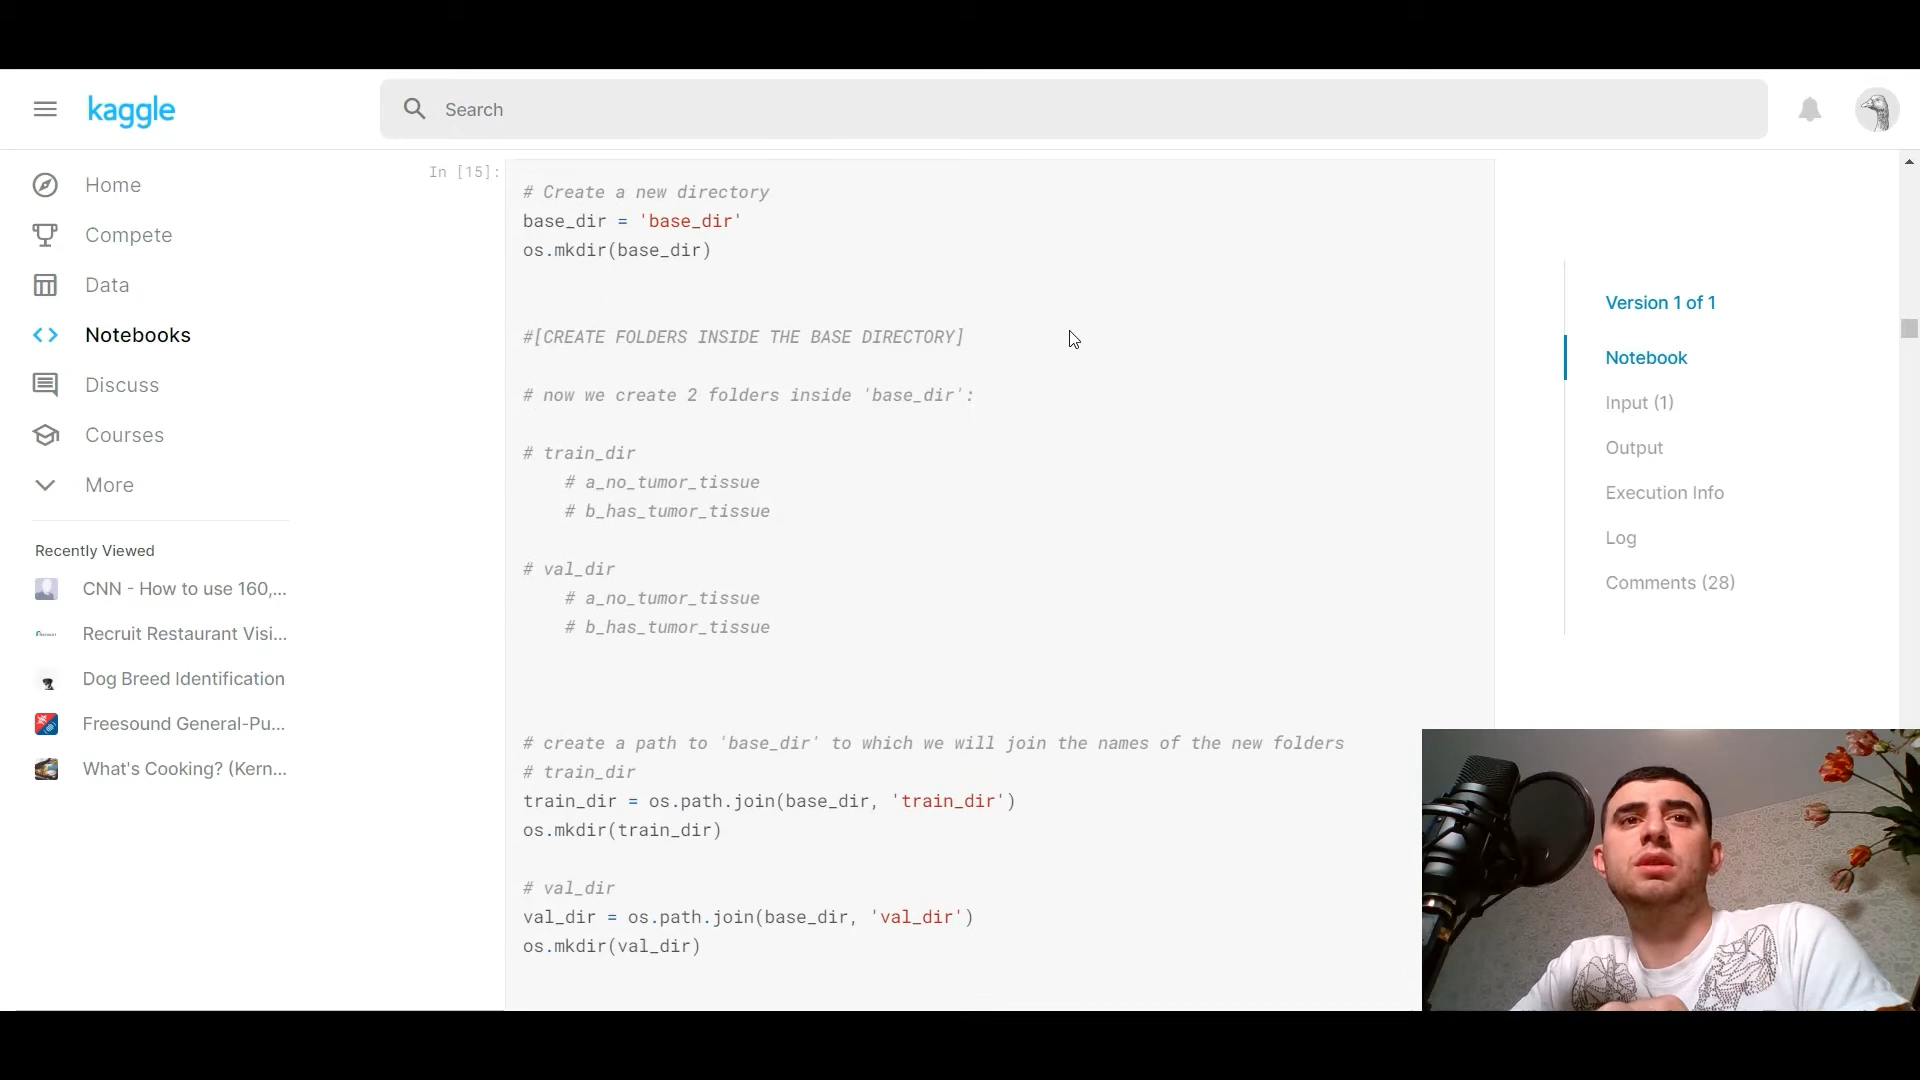 kaggle
Search
Home
Compete
Data
Notebooks
Discuss
Courses
More
Recently Viewed
CNN - How to use 160,...
Recruit Restaurant Visi...
Dog Breed Identification
Freesound General-Pu...
What's Cooking? (Kern...
In [15]:
# Create a new directory
base_dir = 'base_dir'
os.mkdir(base_dir)
#[CREATE FOLDERS INSIDE THE BASE DIRECTORY]
# now we create 2 folders inside 'base_dir':
# train_dir
# a_no_tumor_tissue
# b_has_tumor_tissue
# val_dir
# a_no_tumor_tissue
# b_has_tumor_tissue
# create a path to 'base_dir' to which we will join the names of the new folders
# train_dir
train_dir = os.path.join(base_dir, 'train_dir')
os.mkdir(train_dir)
# val_dir
val_dir = os.path.join(base_dir, 'val_dir')
os.mkdir(val_dir)
Version 1 of 1
Notebook
Input (1)
Output
Execution Info
Log
Comments (28)